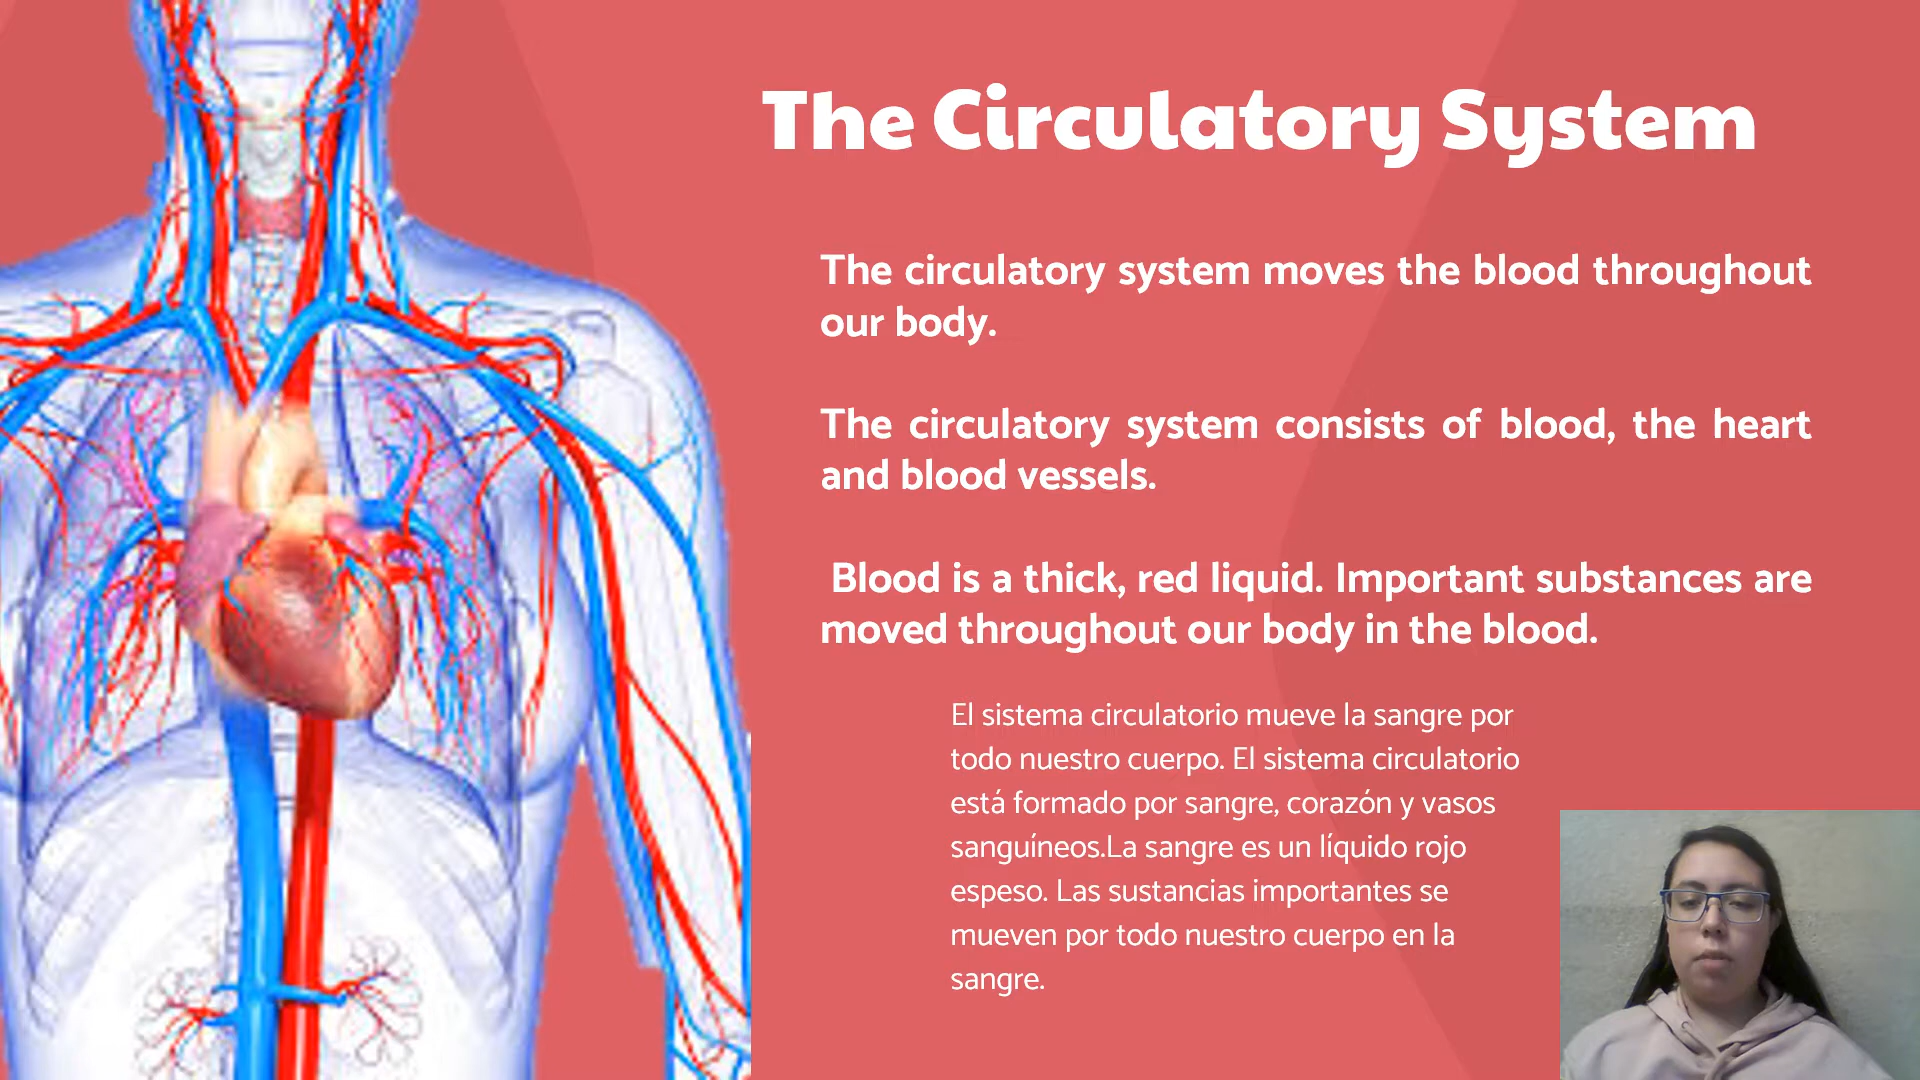 The Circulatory System
The circulatory system moves the blood throughout
our body.
The circulatory system consists of blood, the heart
and blood vessels.
Blood is a thick, red liquid. Important substances are
moved throughout our body in the blood.
El sistema circulatorio mueve la sangre por
todo nuestro cuerpo. El sistema circulatorio
está formado por sangre, corazón y vasos
sanguíneos.La sangre es un líquido rojo
espeso. Las sustancias importantes se
mueven por todo nuestro cuerpo en la
sangre.